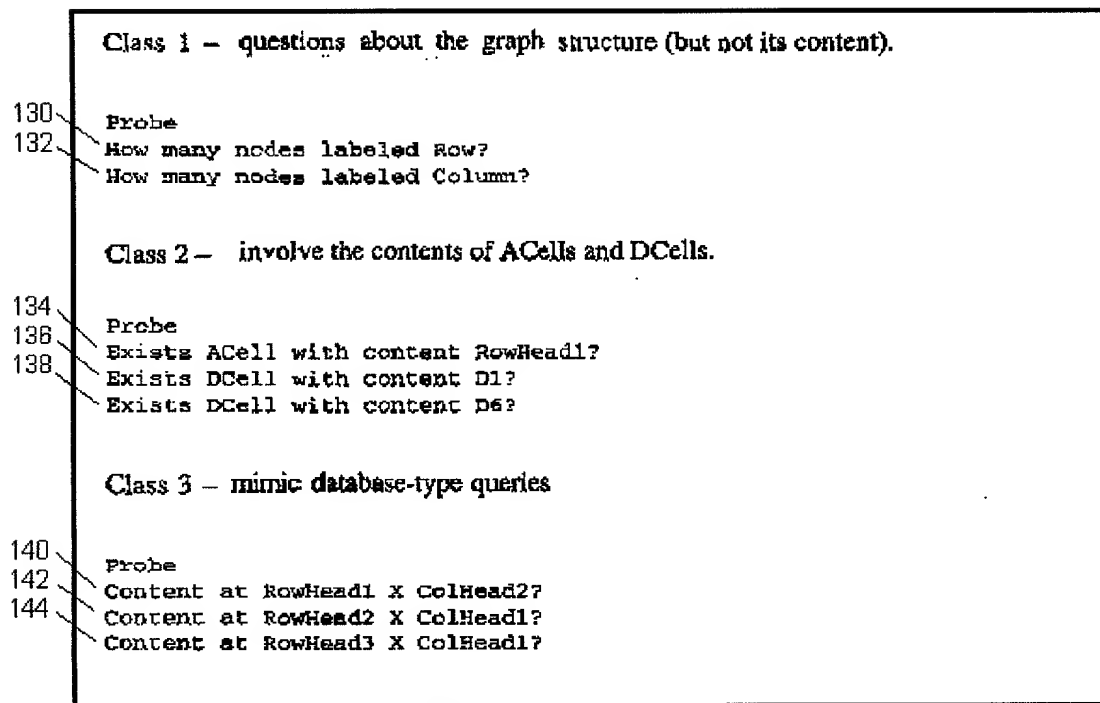 Class 1 – questions about the graph structure (but not its content).
Probe
130 How many nodes labeled Row?
132 How many nodes labeled Column?
Class 2 – involve the contents of ACells and DCells.
Probe
134 Exists ACell with content RowHead1?
136 Exists DCell with content D1?
138 Exists DCell with content D6?
Class 3 – mimic database-type queries
Probe
140 Content at RowHead1 X ColHead2?
142 Content at RowHead2 X ColHead1?
144 Content at RowHead3 X ColHead1?